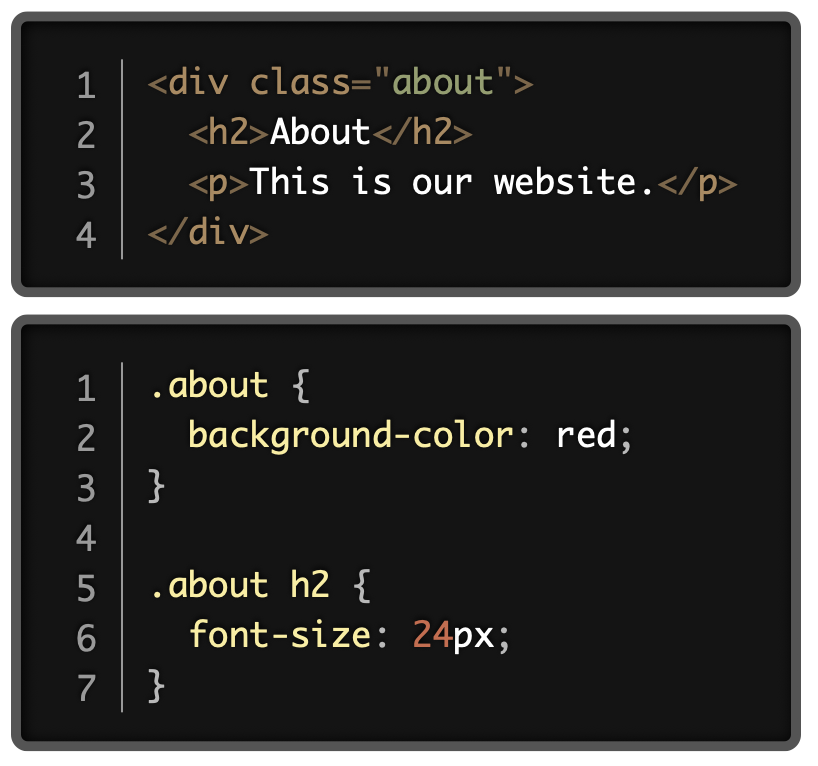 1 <div class="about">
2   <h2>About</h2>
3   <p>This is our website.</p>
4 </div>
1 .about {
2   background-color: red;
3 }
4
5 .about h2 {
6   font-size: 24px;
7 }